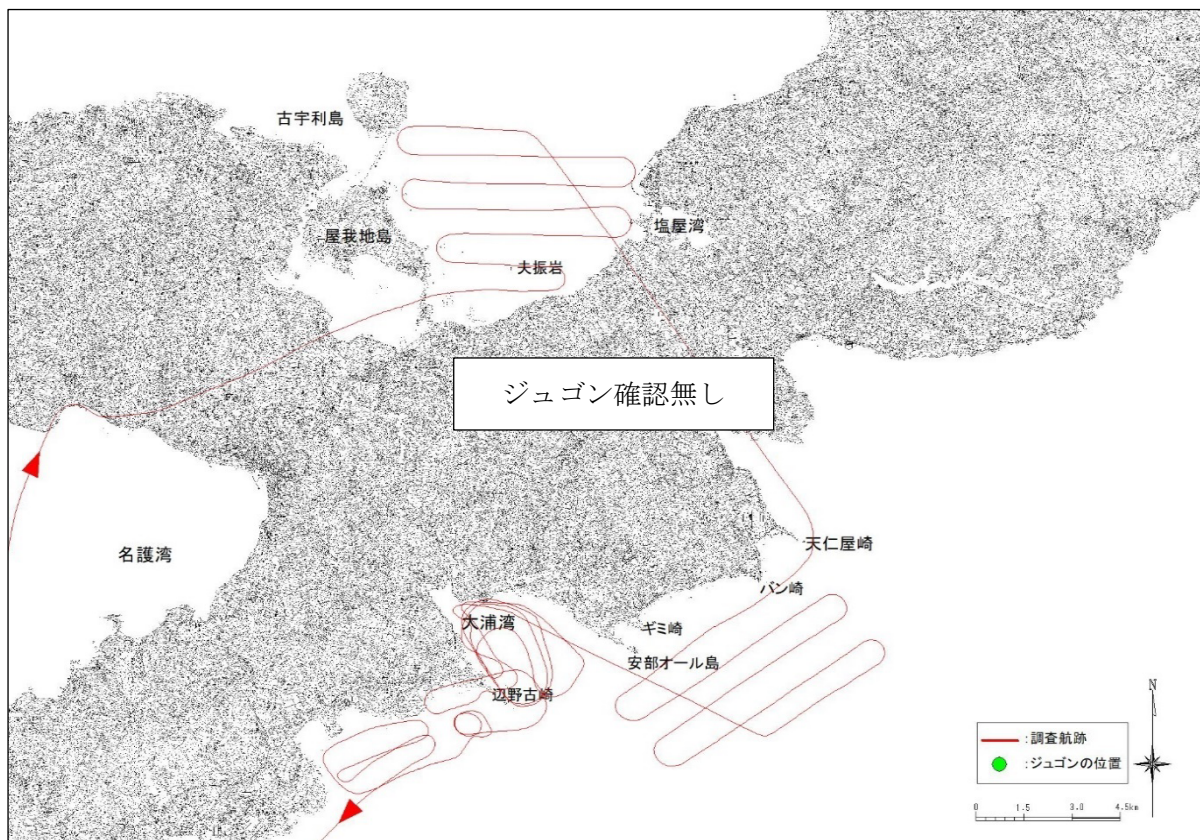 古宇利島
屋我地島
塩屋湾
夫振岩
ジュゴン確認無し
名護湾
天仁屋崎
バン崎
大浦湾
ギミ崎
安部オール島
辺野古崎
N
:調査航跡
:ジュゴンの位置
0 1.5 3.0 4.5km